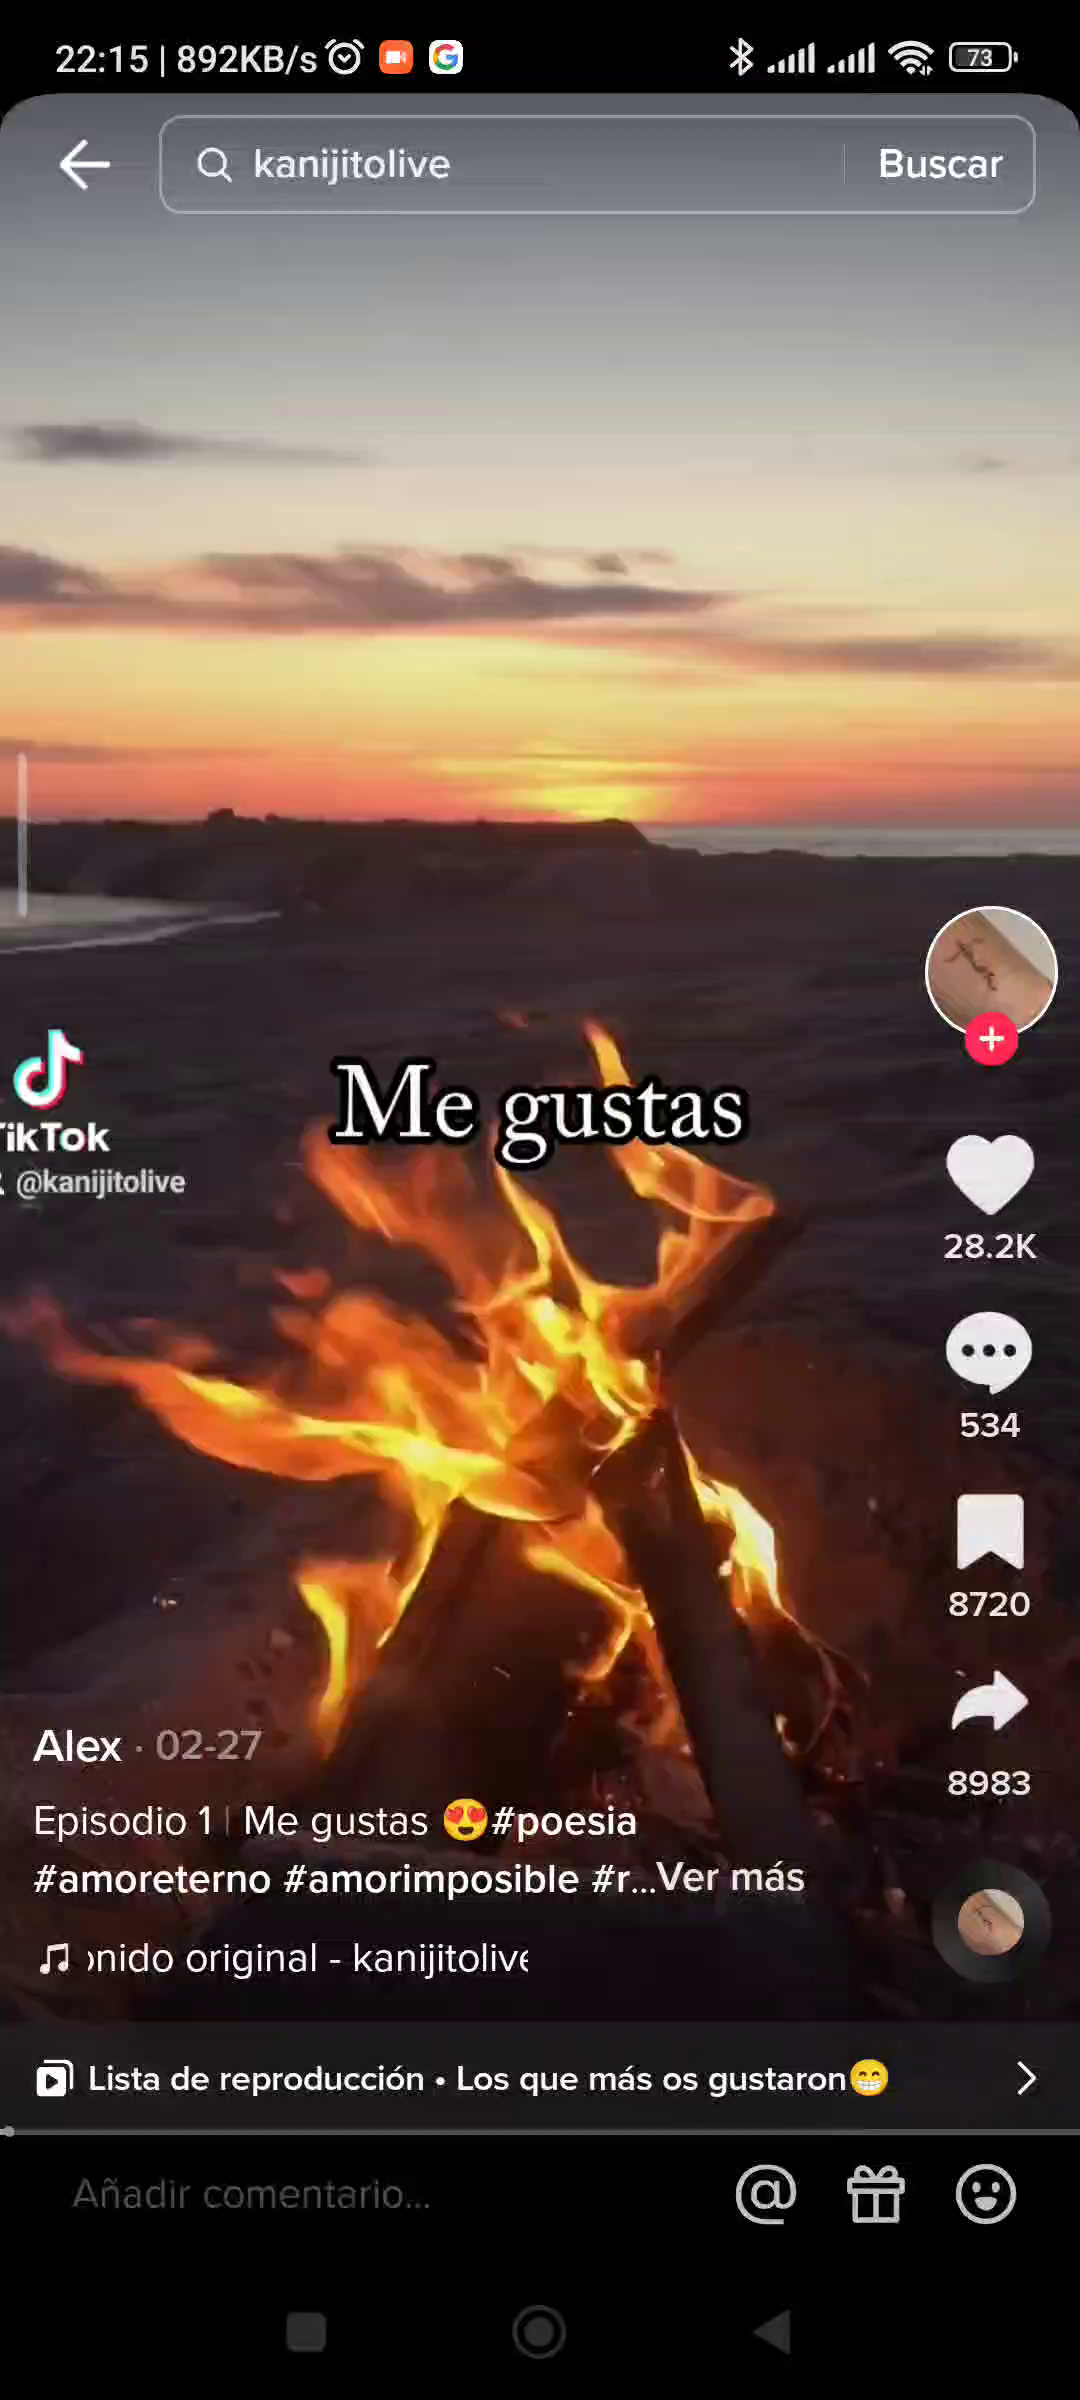 22:15 | 892KB/s
73
kanijitolive
Buscar
Me gustas
TikTok
@kanijitolive
28.2K
534
8720
8983
Alex · 02-27
Episodio 1 | Me gustas 😍#poesia
#amoreterno #amorimposible #r...Ver más
onido original - kanijitolive
Lista de reproducción • Los que más os gustaron😁
Añadir comentario...